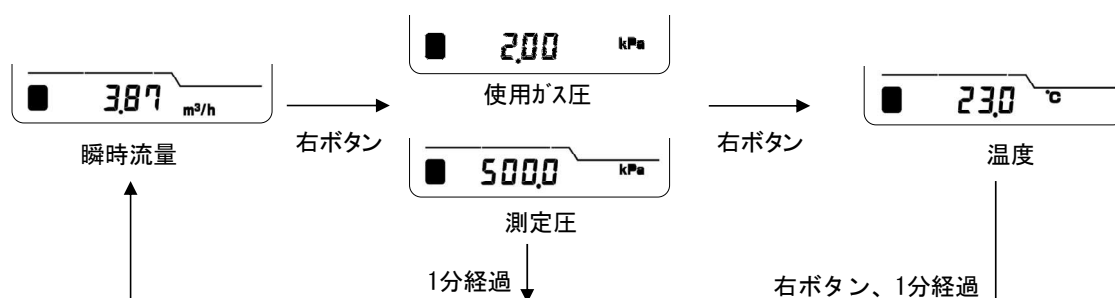 3.87 m³/h
瞬時流量
右ボタン
2.00 kPa
使用ガス圧
500.0 kPa
測定圧
1分経過
右ボタン
23.0 ℃
温度
右ボタン、1分経過